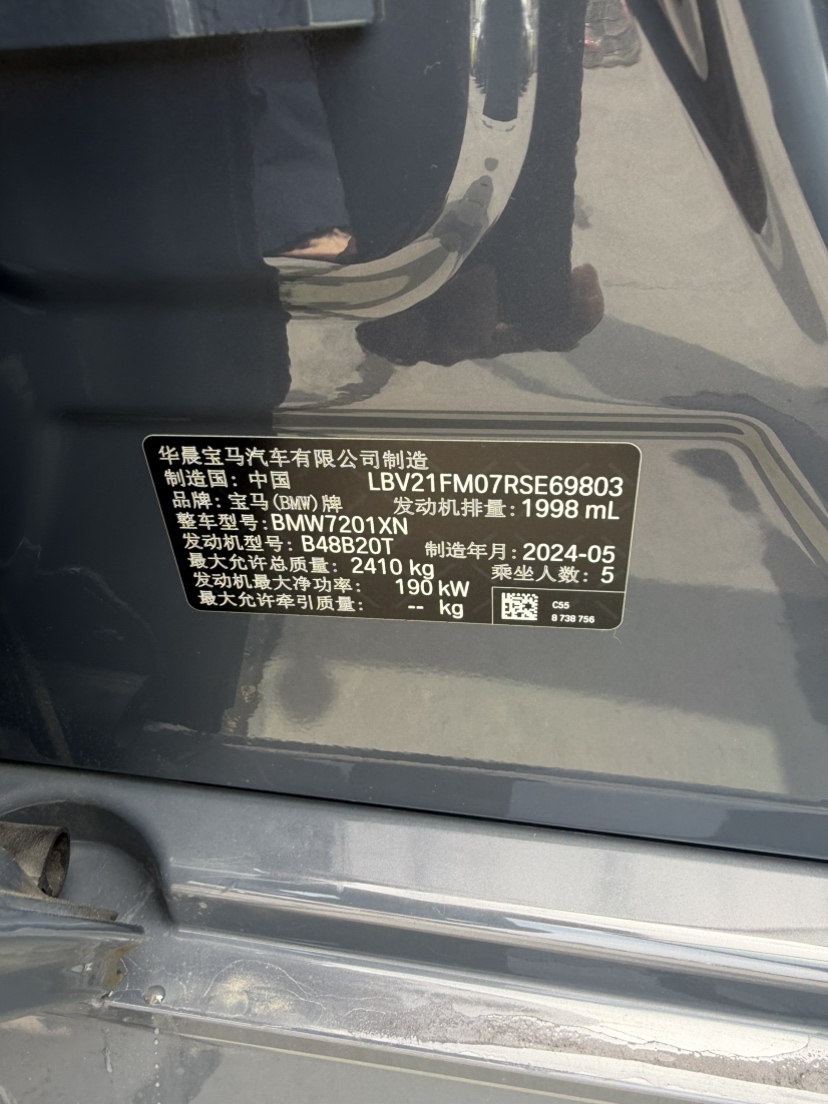 华晨宝马汽车有限公司制造
制造国: 中国 LBV21FM07RSE69803
品牌: 宝马(BMW)牌 发动机排量: 1998 mL
整车型号: BMW7201XN
发动机型号: B48B20T 制造年月: 2024-05
最大允许总质量: 2410 kg 乘坐人数: 5
发动机最大净功率: 190 kW
最大允许牵引质量: -- kg
C55
8 738 756